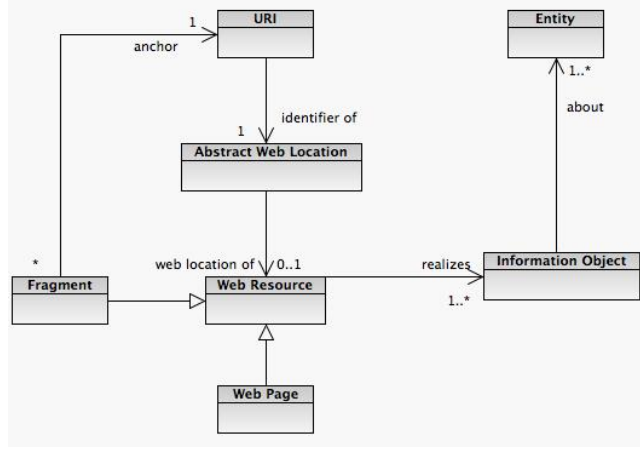 1
URI
Entity
anchor
1..*
about
identifier of
1
Abstract Web Location
*
web location of
0..1
realizes
Information Object
Fragment
Web Resource
1..*
Web Page